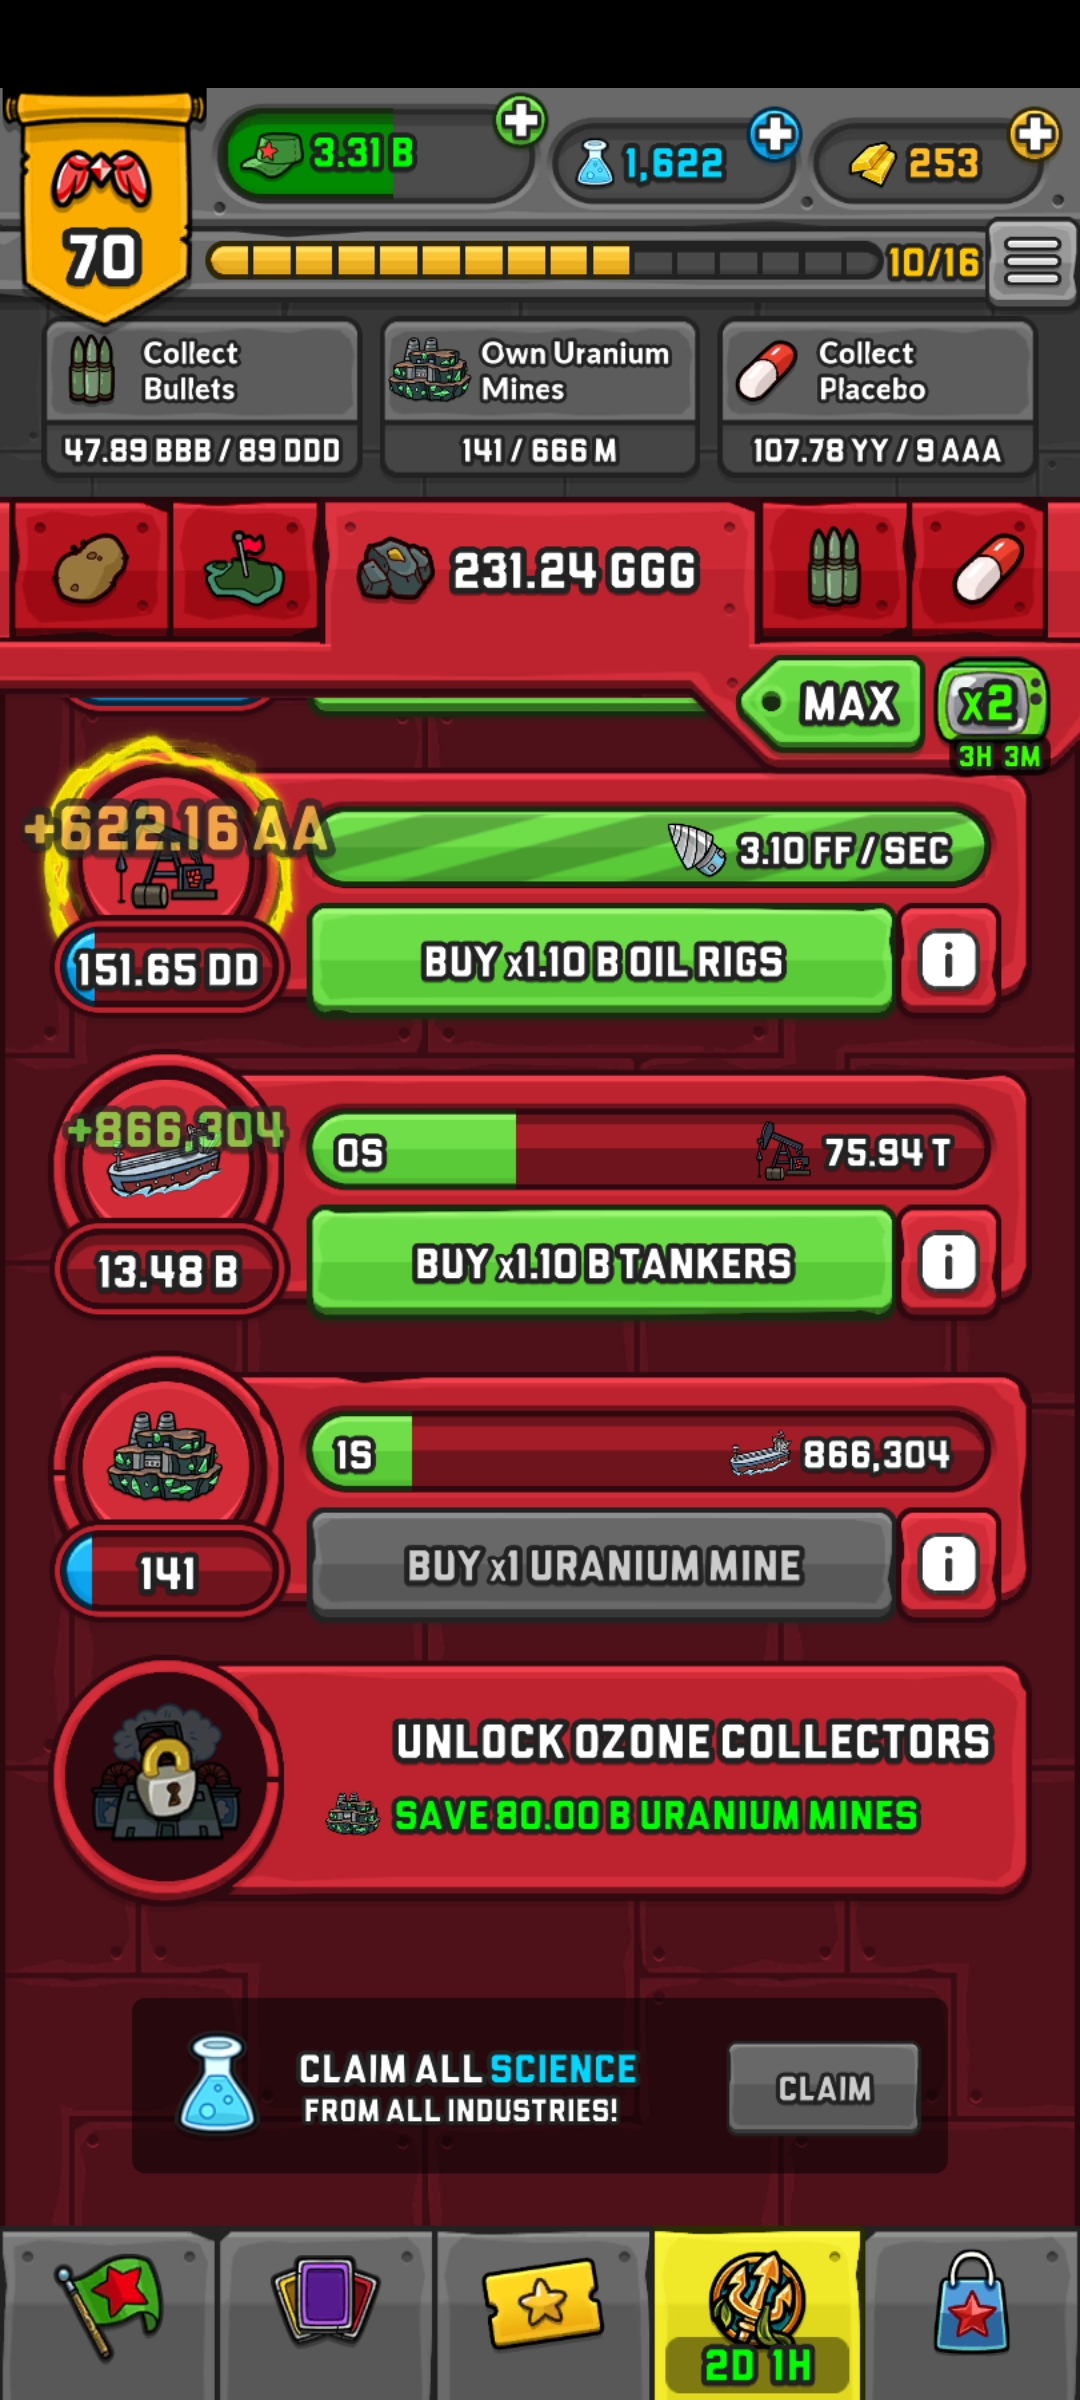 70
3.31 B
1,622
253
10/16
Collect
Bullets
47.89 BBB / 89 DDD
Own Uranium
Mines
141 / 666 M
Collect
Placebo
107.78 YY / 9 AAA
231.24 GGG
MAX
x2
3H 3M
+622.16 AA
3.10 FF / SEC
151.65 DD
BUY x1.10 B OIL RIGS
i
+866,304
0S
75.94 T
13.48 B
BUY x1.10 B TANKERS
i
1S
866,304
141
BUY x1 URANIUM MINE
i
UNLOCK OZONE COLLECTORS
SAVE 80.00 B URANIUM MINES
CLAIM ALL SCIENCE
FROM ALL INDUSTRIES!
CLAIM
2D 1H